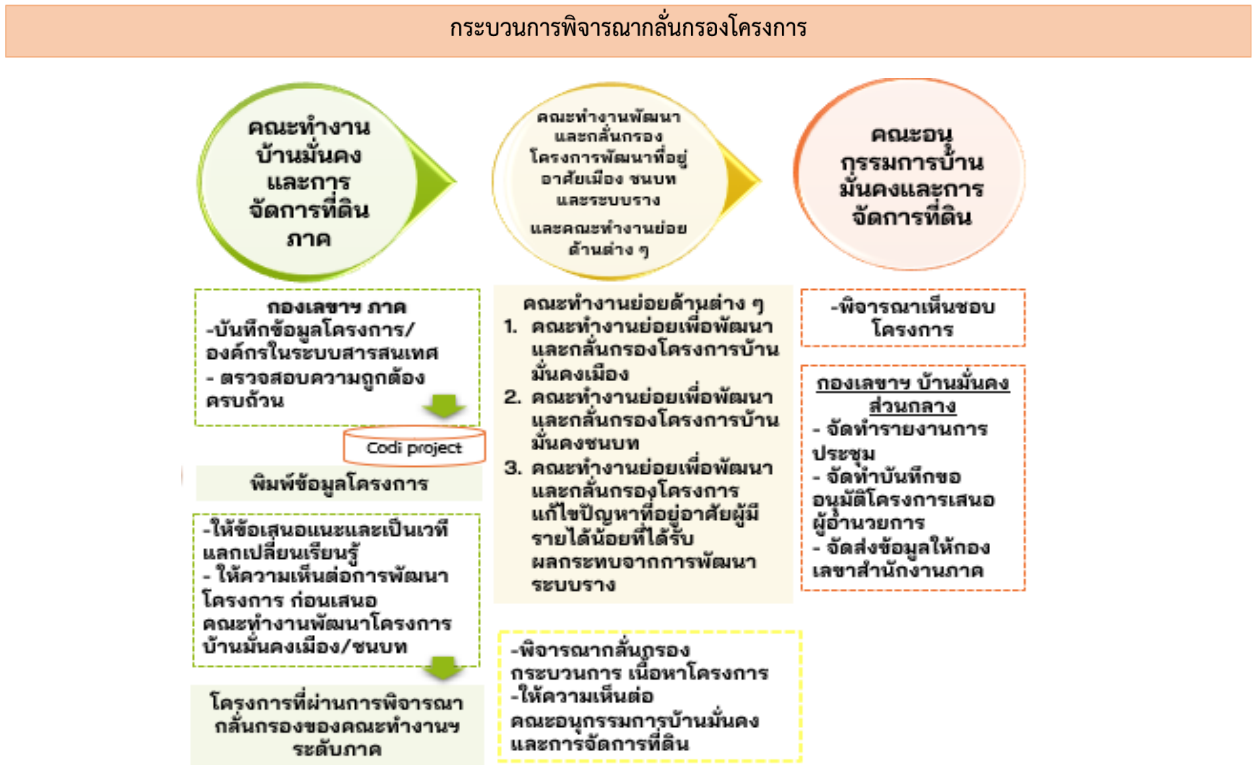 กระบวนการพิจารณากลั่นกรองโครงการ
คณะทำงาน
บ้านมั่นคง
และการ
จัดการที่ดิน
ภาค
กองเลขาฯ ภาค
-บันทึกข้อมูลโครงการ/
องค์กรในระบบสารสนเทศ
- ตรวจสอบความถูกต้อง
ครบถ้วน
Codi project
พิมพ์ข้อมูลโครงการ
-ให้ข้อเสนอแนะและเป็นเวที
แลกเปลี่ยนเรียนรู้
- ให้ความเห็นต่อการพัฒนา
โครงการ ก่อนเสนอ
คณะทำงานพัฒนาโครงการ
บ้านมั่นคงเมือง/ชนบท
โครงการที่ผ่านการพิจารณา
กลั่นกรองของคณะทำงานฯ
ระดับภาค
คณะทำงานพัฒนา
และกลั่นกรอง
โครงการพัฒนาที่อยู่
อาศัยเมือง ชนบท
และระบบราง
และคณะทำงานย่อย
ด้านต่าง ๆ
คณะทำงานย่อยด้านต่าง ๆ
1. คณะทำงานย่อยเพื่อพัฒนา
และกลั่นกรองโครงการบ้าน
มั่นคงเมือง
2. คณะทำงานย่อยเพื่อพัฒนา
และกลั่นกรองโครงการบ้าน
มั่นคงชนบท
3. คณะทำงานย่อยเพื่อพัฒนา
และกลั่นกรองโครงการ
แก้ไขปัญหาที่อยู่อาศัยผู้มี
รายได้น้อยที่ได้รับ
ผลกระทบจากการพัฒนา
ระบบราง
-พิจารณากลั่นกรอง
กระบวนการ เนื้อหาโครงการ
-ให้ความเห็นต่อ
คณะอนุกรรมการบ้านมั่นคง
และการจัดการที่ดิน
คณะอนุ
กรรมการบ้าน
มั่นคงและการ
จัดการที่ดิน
-พิจารณาเห็นชอบ
โครงการ
กองเลขาฯ บ้านมั่นคง
ส่วนกลาง
- จัดทำรายงานการ
ประชุม
- จัดทำบันทึกขอ
อนุมัติโครงการเสนอ
ผู้อำนวยการ
- จัดส่งข้อมูลให้กอง
เลขาสำนักงานภาค